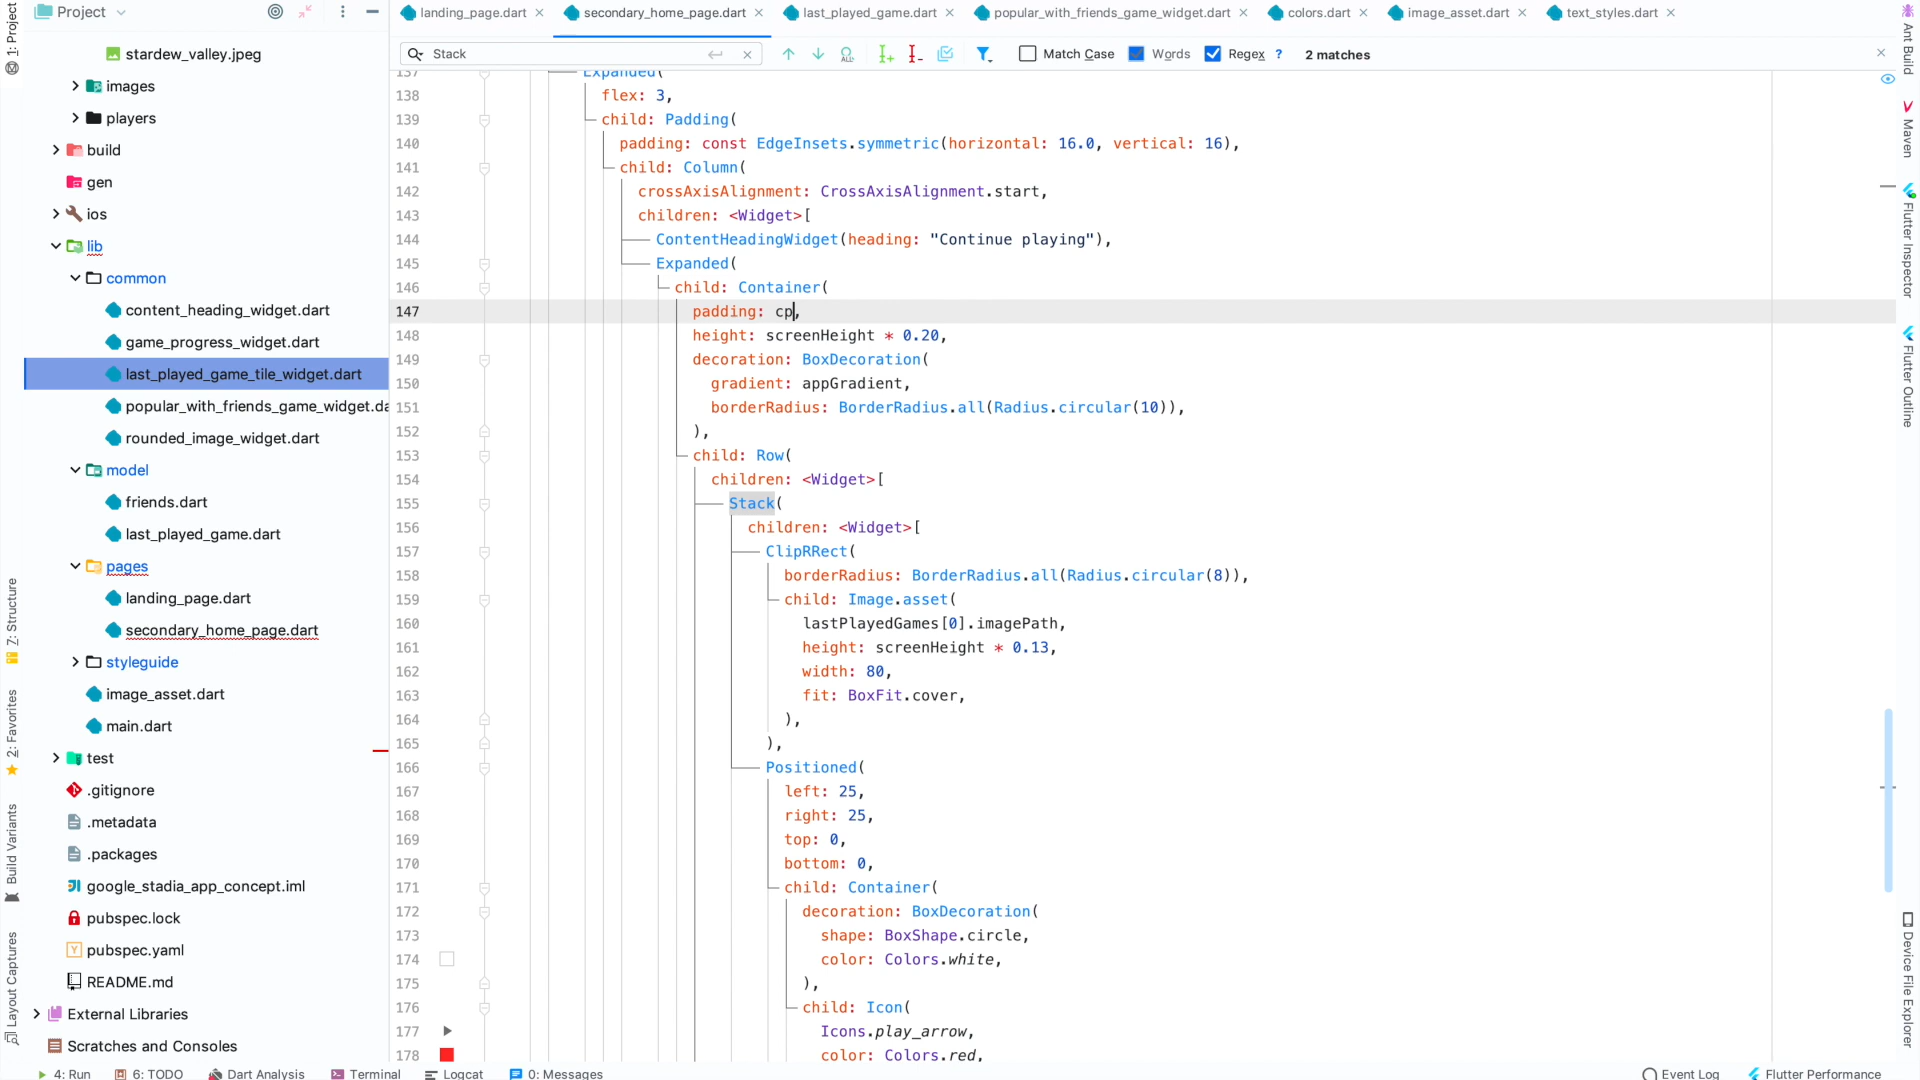 Project
landing_page.dart
secondary_home_page.dart
last_played_game.dart
popular_with_friends_game_widget.dart
colors.dart
image_asset.dart
text_styles.dart
Stack
Match Case
Words
Regex
?
2 matches
stardew_valley.jpeg
images
players
build
gen
ios
lib
common
content_heading_widget.dart
game_progress_widget.dart
last_played_game_tile_widget.dart
popular_with_friends_game_widget.da
rounded_image_widget.dart
model
friends.dart
last_played_game.dart
pages
landing_page.dart
secondary_home_page.dart
styleguide
image_asset.dart
main.dart
test
.gitignore
.metadata
.packages
google_stadia_app_concept.iml
pubspec.lock
pubspec.yaml
README.md
External Libraries
Scratches and Consoles
137 Expanded(
138 flex: 3,
139 child: Padding(
140 padding: const EdgeInsets.symmetric(horizontal: 16.0, vertical: 16),
141 child: Column(
142 crossAxisAlignment: CrossAxisAlignment.start,
143 children: <Widget>[
144 ContentHeadingWidget(heading: "Continue playing"),
145 Expanded(
146 child: Container(
147 padding: cp,
148 height: screenHeight * 0.20,
149 decoration: BoxDecoration(
150 gradient: appGradient,
151 borderRadius: BorderRadius.all(Radius.circular(10)),
152 ),
153 child: Row(
154 children: <Widget>[
155 Stack(
156 children: <Widget>[
157 ClipRRect(
158 borderRadius: BorderRadius.all(Radius.circular(8)),
159 child: Image.asset(
160 lastPlayedGames[0].imagePath,
161 height: screenHeight * 0.13,
162 width: 80,
163 fit: BoxFit.cover,
164 ),
165 ),
166 Positioned(
167 left: 25,
168 right: 25,
169 top: 0,
170 bottom: 0,
171 child: Container(
172 decoration: BoxDecoration(
173 shape: BoxShape.circle,
174 color: Colors.white,
175 ),
176 child: Icon(
177 Icons.play_arrow,
178 color: Colors.red,
1: Project
Z: Structure
2: Favorites
Build Variants
Layout Captures
Ant Build
Maven
Flutter Inspector
Flutter Outline
Device File Explorer
4: Run
6: TODO
Dart Analysis
Terminal
Logcat
0: Messages
Event Log
Flutter Performance